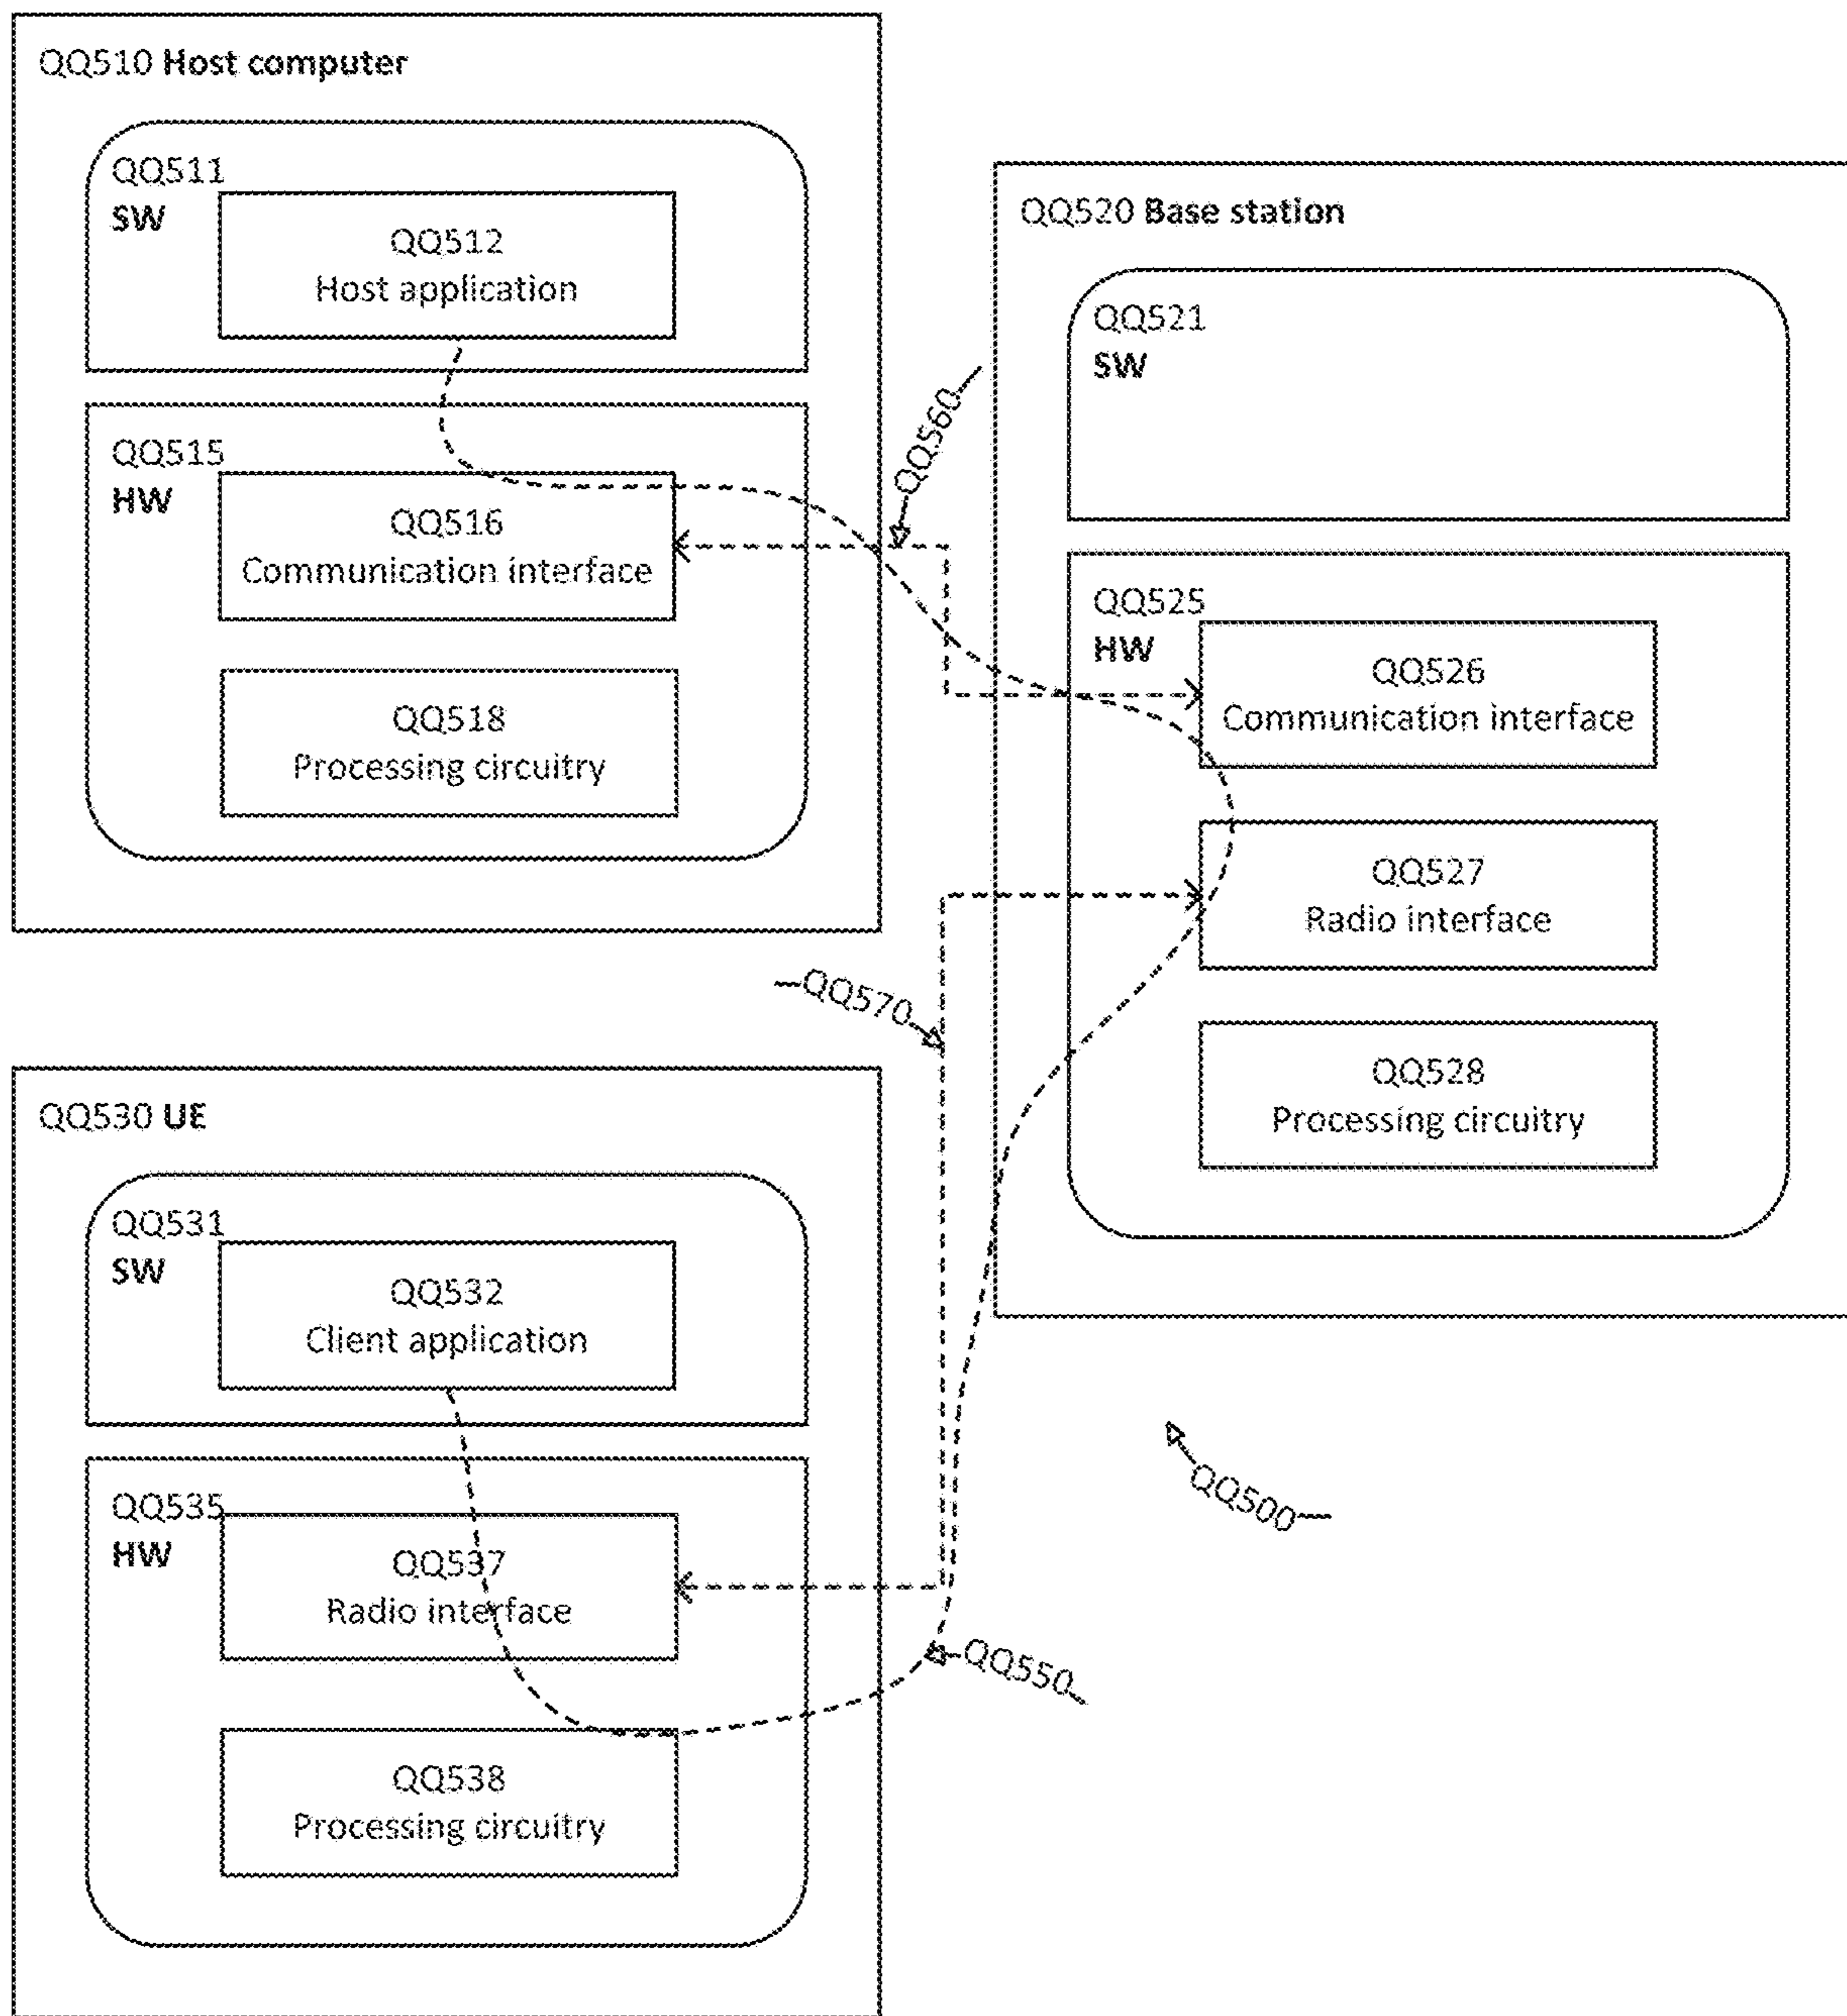 QQ510 Host computer
QQ511
SW
QQ512
Host application
QQ515
HW
QQ516
Communication interface
QQ518
Processing circuitry
QQ560
QQ520 Base station
QQ521
SW
QQ525
HW
QQ526
Communication interface
QQ527
Radio interface
QQ528
Processing circuitry
QQ570
QQ530 UE
QQ531
SW
QQ532
Client application
QQ535
HW
QQ537
Radio interface
QQ538
Processing circuitry
QQ500
QQ550